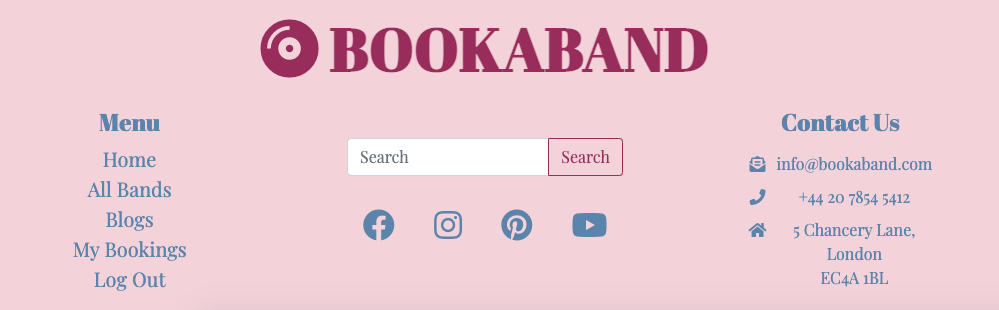 BOOKABAND
Menu
Home
All Bands
Blogs
My Bookings
Log Out
Search Search
Contact Us
info@bookaband.com
+44 20 7854 5412
5 Chancery Lane,
London
EC4A 1BL